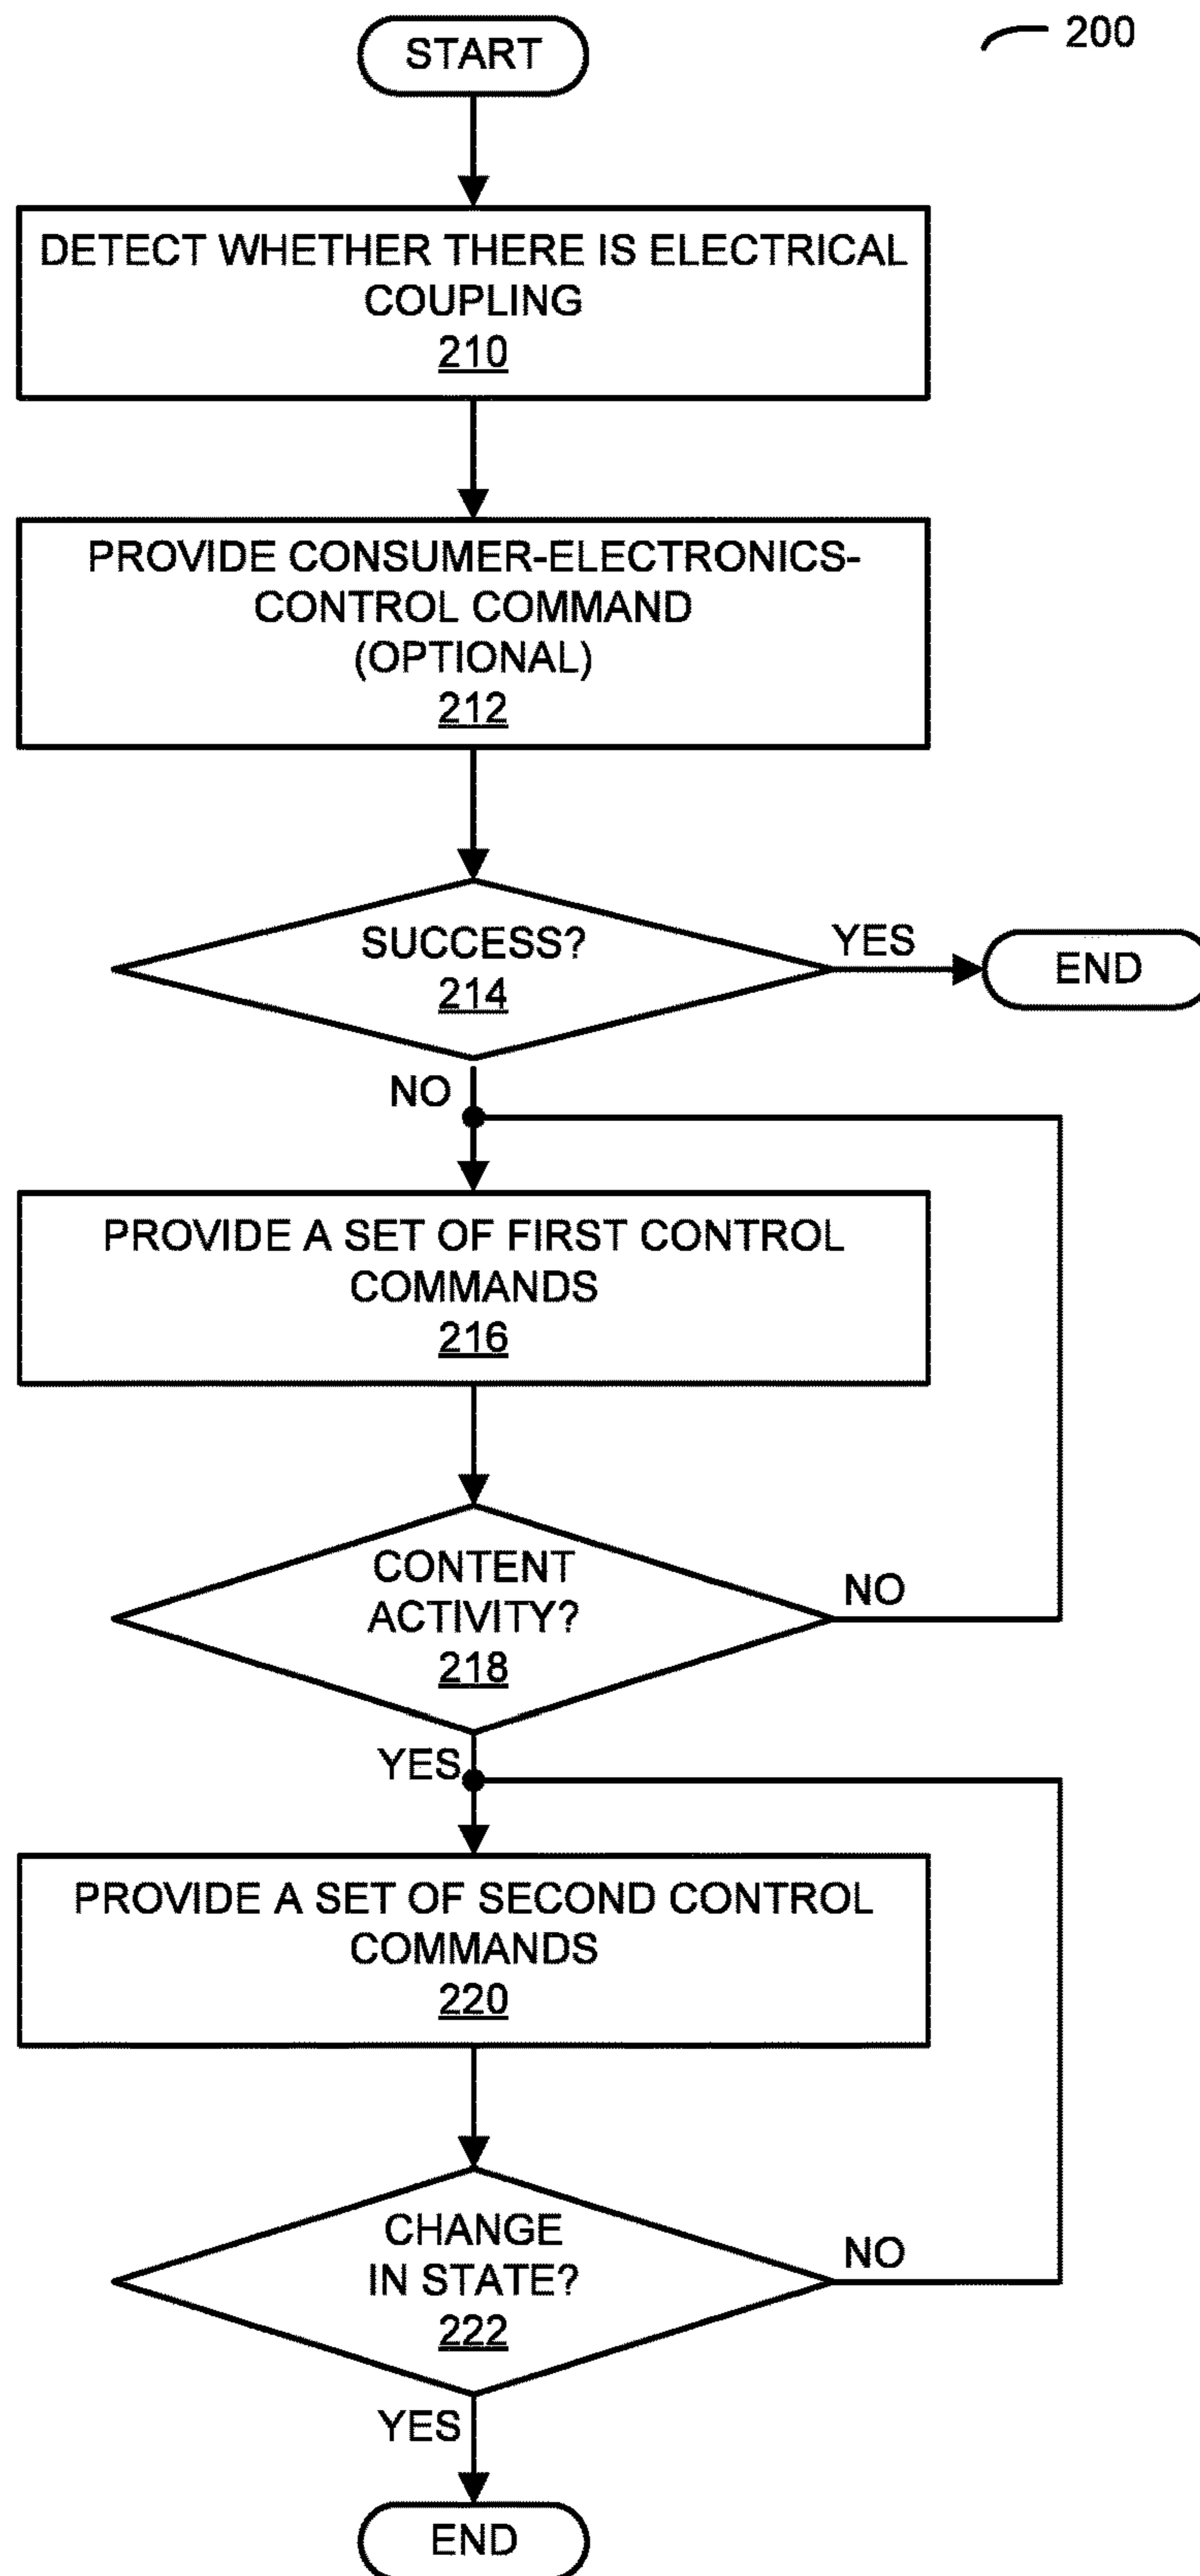 START
200
DETECT WHETHER THERE IS ELECTRICAL
COUPLING
210
PROVIDE CONSUMER-ELECTRONICS-
CONTROL COMMAND
(OPTIONAL)
212
SUCCESS?
214
YES
END
NO
PROVIDE A SET OF FIRST CONTROL
COMMANDS
216
CONTENT
ACTIVITY?
218
NO
YES
PROVIDE A SET OF SECOND CONTROL
COMMANDS
220
CHANGE
IN STATE?
222
NO
YES
END